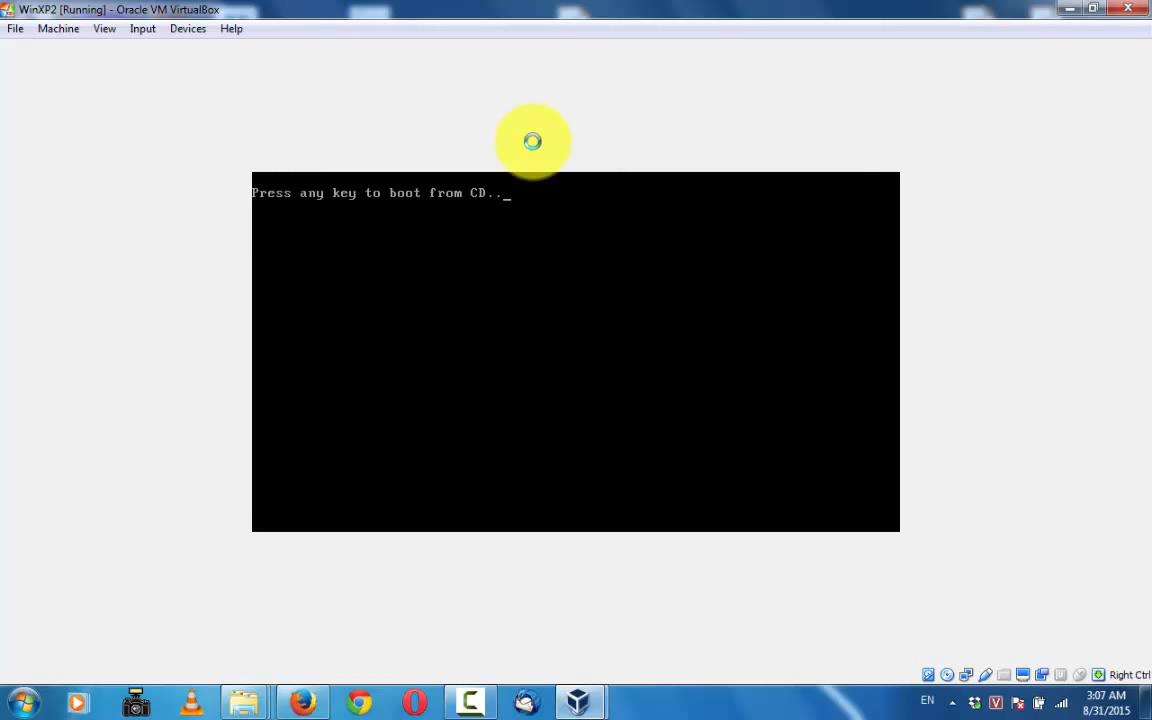 WinXP2 [Running] - Oracle VM VirtualBox
File Machine View Input Devices Help
Press any key to boot from CD.._
Right Ctrl
EN
3:07 AM
8/31/2015